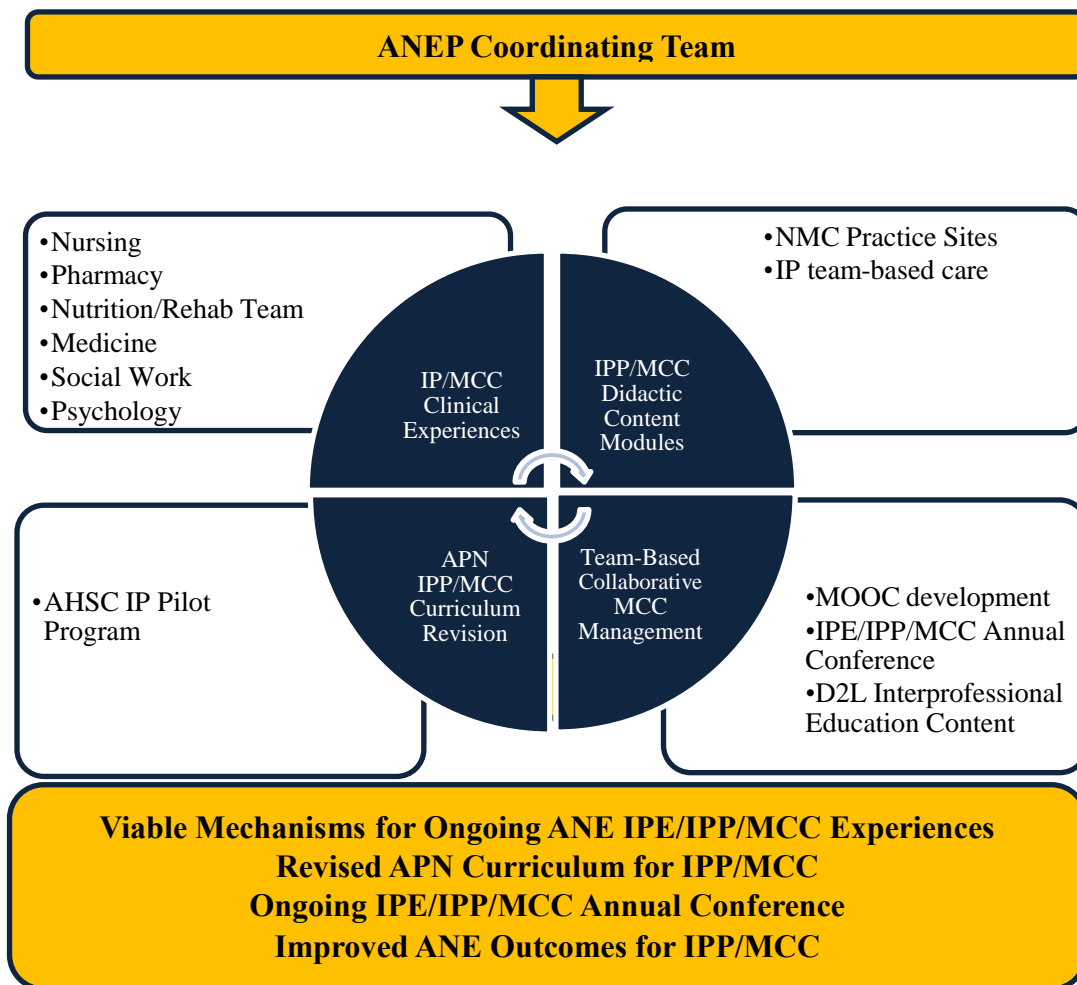 ANEP Coordinating Team
•Nursing
•Pharmacy
•Nutrition/Rehab Team
•Medicine
•Social Work
•Psychology
•NMC Practice Sites
•IP team-based care
IP/MCC
Clinical
Experiences
IPP/MCC
Didactic
Content
Modules
APN
IPP/MCC
Curriculum
Revision
Team-Based
Collaborative
MCC
Management
•AHSC IP Pilot
Program
•MOOC development
•IPE/IPP/MCC Annual
Conference
•D2L Interprofessional
Education Content
Viable Mechanisms for Ongoing ANE IPE/IPP/MCC Experiences
Revised APN Curriculum for IPP/MCC
Ongoing IPE/IPP/MCC Annual Conference
Improved ANE Outcomes for IPP/MCC